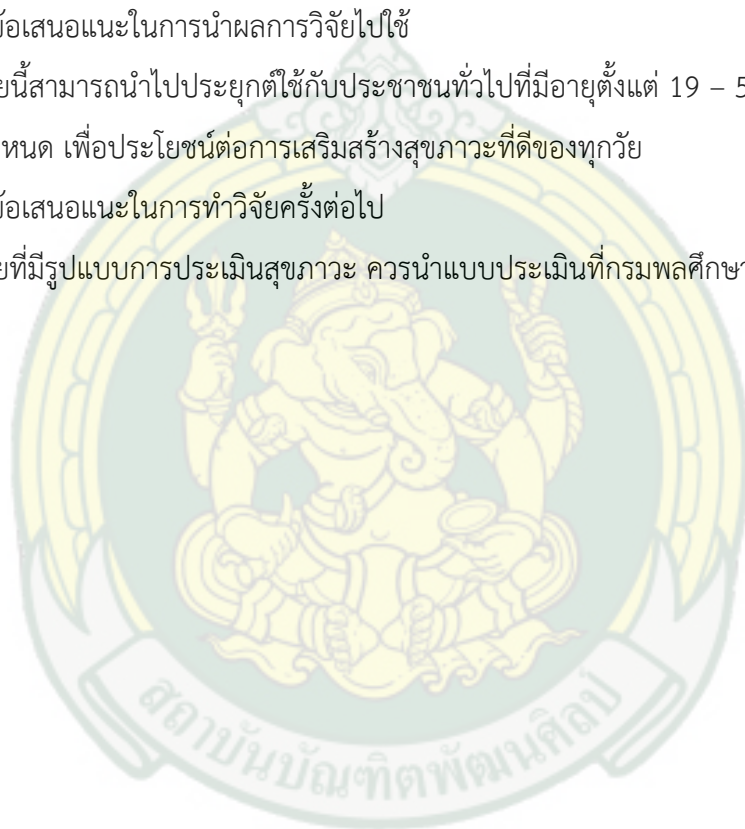 ข้อเสนอแนะในการนำผลการวิจัยไปใช้
นี้สามารถนำไปประยุกต์ใช้กับประชาชนทั่วไปที่มีอายุตั้งแต่ 19 – 5
หนด เพื่อประโยชน์ต่อการเสริมสร้างสุขภาวะที่ดีของทุกวัย
ข้อเสนอแนะในการทำวิจัยครั้งต่อไป
ที่มีรูปแบบการประเมินสุขภาวะ ควรนำแบบประเมินที่กรมพลศึกษา
สถาบันบัณฑิตพัฒนศิลป์